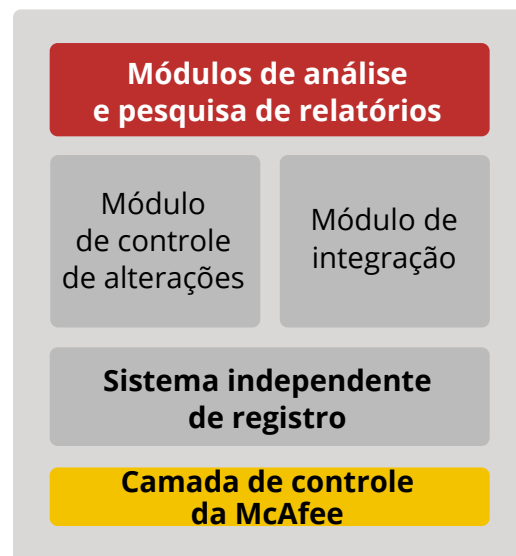 Módulos de análise
e pesquisa de relatórios
Módulo
de controle
de alterações
Módulo de
integração
Sistema independente
de registro
Camada de controle
da McAfee